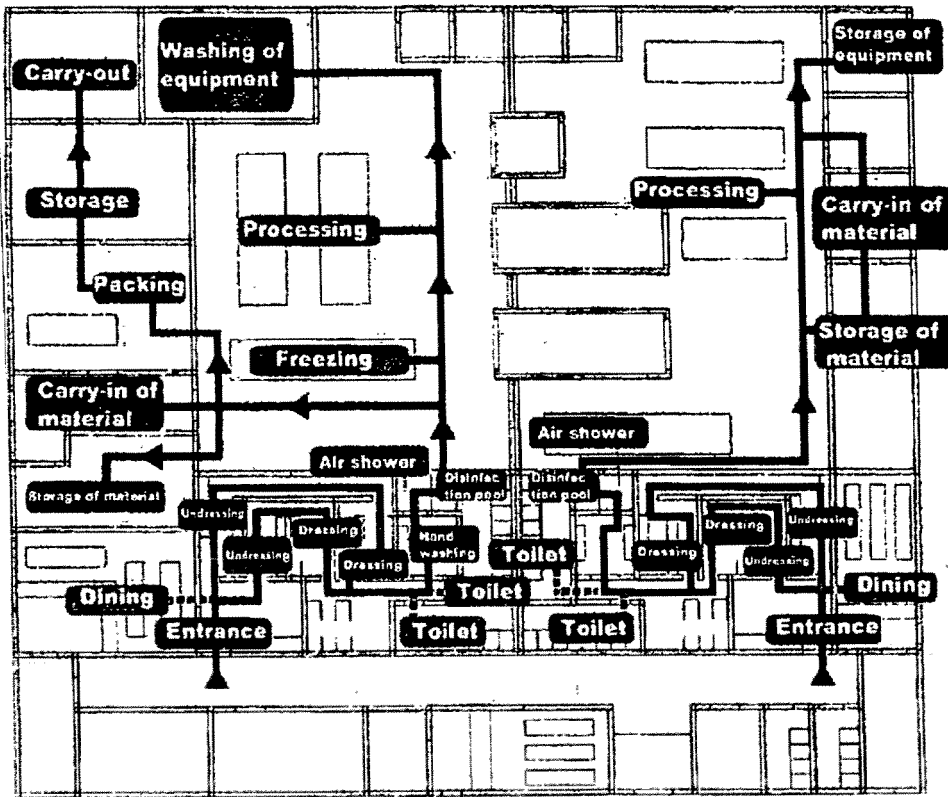 Storage of
equipment
Washing of
equipment
Carry-out
Processing
Storage
Carry-in of
material
Processing
Packing
Storage of
material
Freezing
Carry-in of
material
Air shower
Air shower
Disinfec
tion pool
Disinfec
tion pool
Storage of material
Undressing
Undressing
Dressing
Dressing
Hand
washing
Toilet
Toilet
Toilet
Toilet
Dressing
Dressing
Undressing
Undressing
Dining
Dining
Entrance
Entrance